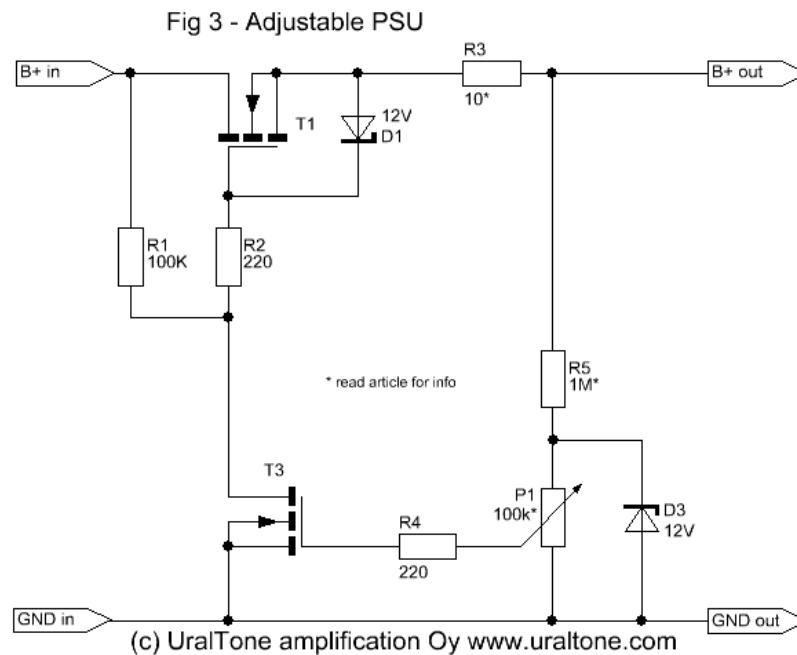 Fig 3 - Adjustable PSU
B+ in
R3
10*
B+ out
T1
12V
D1
R1
100K
R2
220
* read article for info
R5
1M*
T3
P1
100k*
D3
12V
R4
220
GND in
GND out
(c) UralTone amplification Oy www.uraltone.com